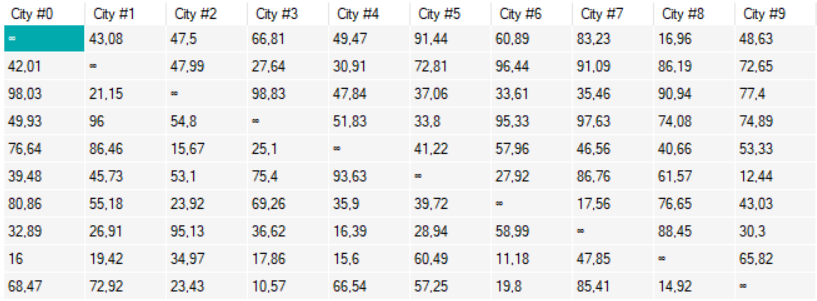 City #0 City #1 City #2 City #3 City #4 City #5 City #6 City #7 City #8 City #9
∞ 43,08 47,5 66,81 49,47 91,44 60,89 83,23 16,96 48,63
42,01 ∞ 47,99 27,64 30,91 72,81 96,44 91,09 86,19 72,65
98,03 21,15 ∞ 98,83 47,84 37,06 33,61 35,46 90,94 77,4
49,93 96 54,8 ∞ 51,83 33,8 95,33 97,63 74,08 74,89
76,64 86,46 15,67 25,1 ∞ 41,22 57,96 46,56 40,66 53,33
39,48 45,73 53,1 75,4 93,63 ∞ 27,92 86,76 61,57 12,44
80,86 55,18 23,92 69,26 35,9 39,72 ∞ 17,56 76,65 43,03
32,89 26,91 95,13 36,62 16,39 28,94 58,99 ∞ 88,45 30,3
16 19,42 34,97 17,86 15,6 60,49 11,18 47,85 ∞ 65,82
68,47 72,92 23,43 10,57 66,54 57,25 19,8 85,41 14,92 ∞